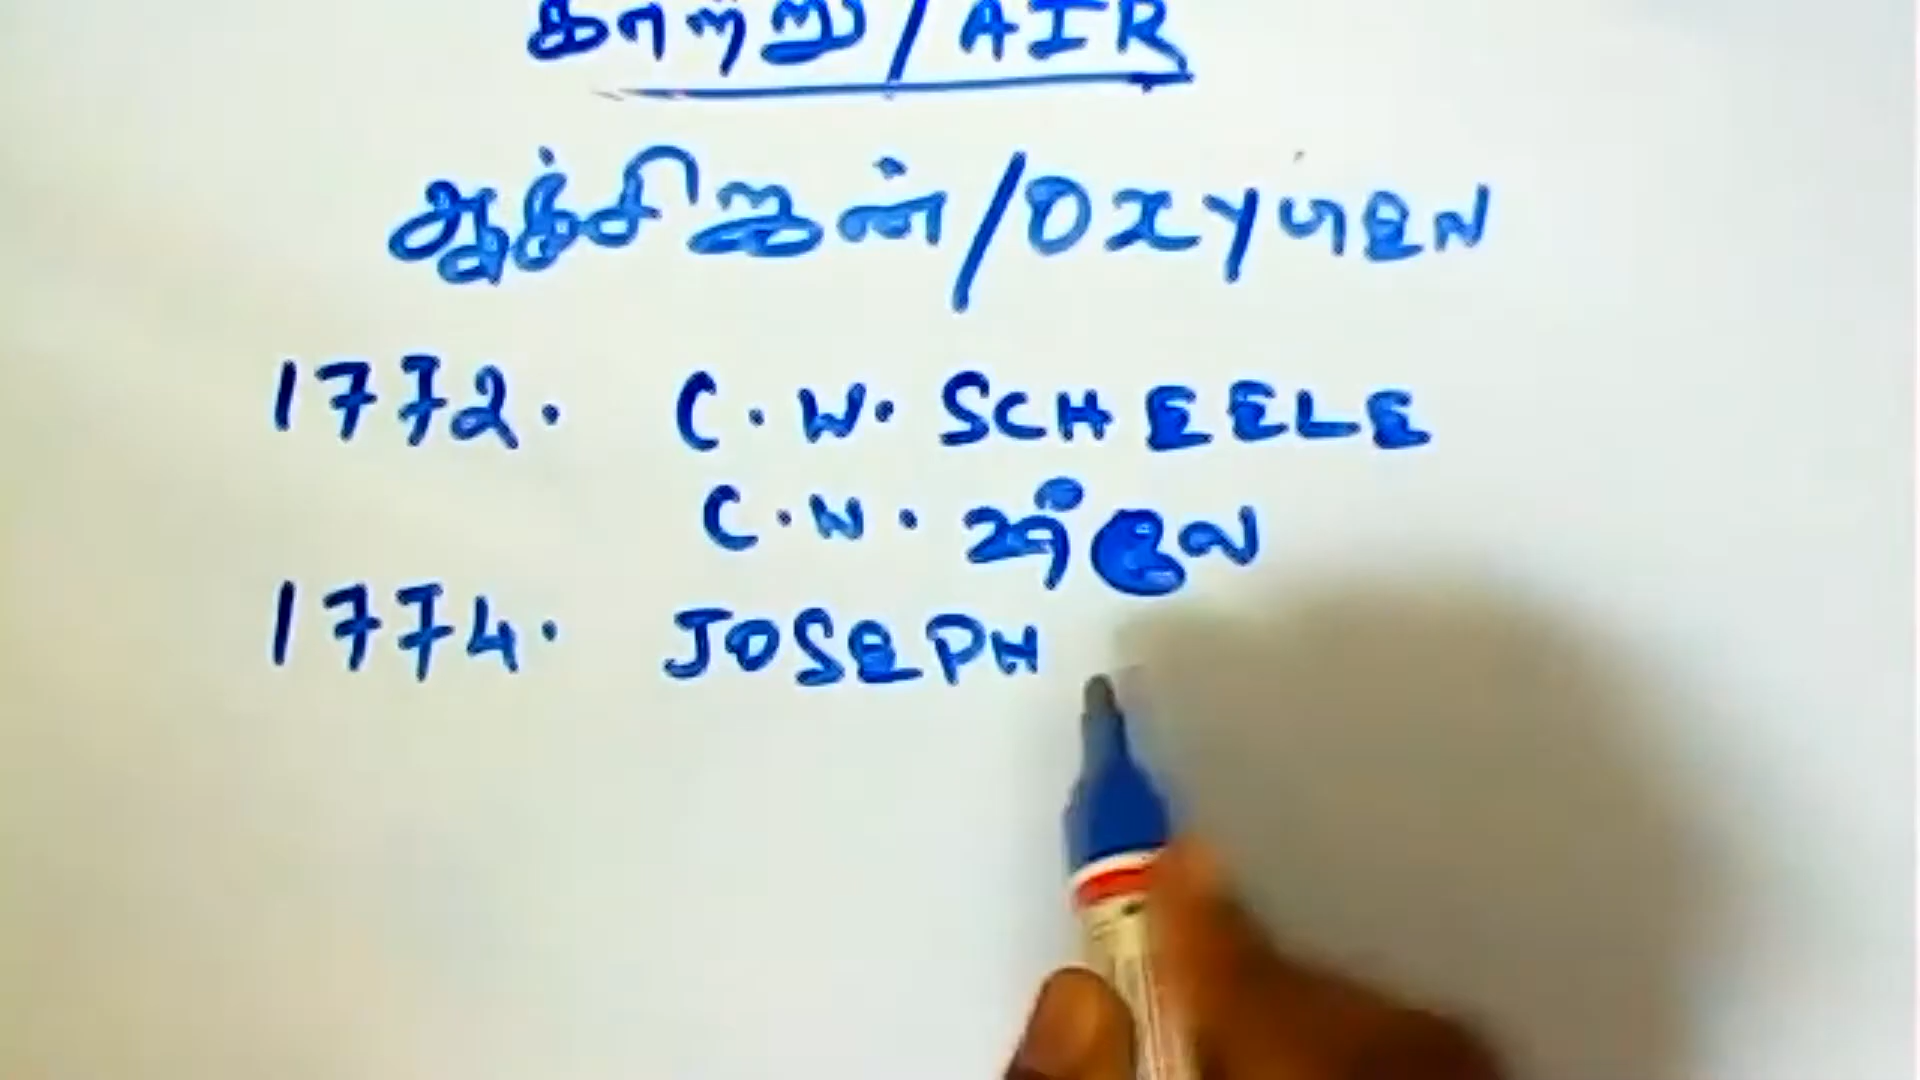 காற்று/AIR
ஆக்சிஜன்/OXYGEN
1772. C.W. SCHEELE
C.W. ஷீலே
1774. JOSEPH